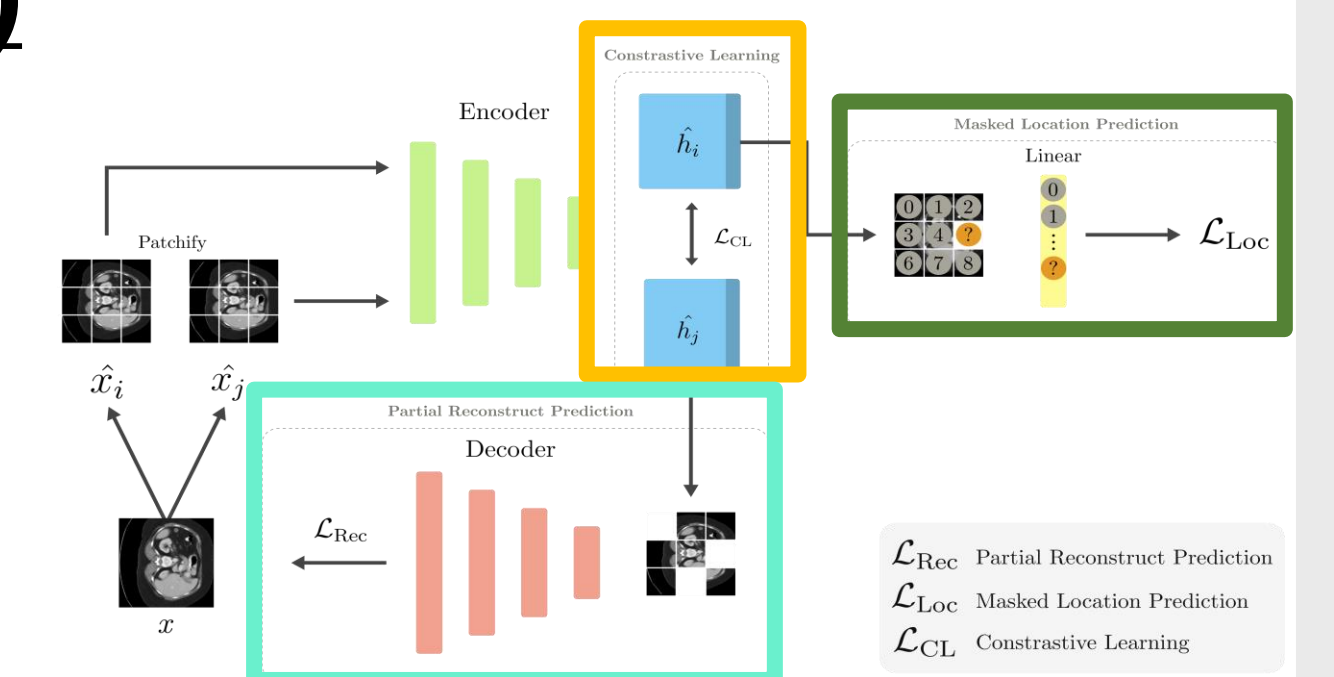 Constrastive Learning
Encoder
ĥ_i
Masked Location Prediction
Linear
0 1 2
3 4 ?
6 7 8
0
1
⋮
?
ℒ_Loc
ℒ_CL
Patchify
ĥ_j
x̂_i
x̂_j
Partial Reconstruct Prediction
Decoder
ℒ_Rec
x
ℒ_Rec Partial Reconstruct Prediction
ℒ_Loc Masked Location Prediction
ℒ_CL Constrastive Learning